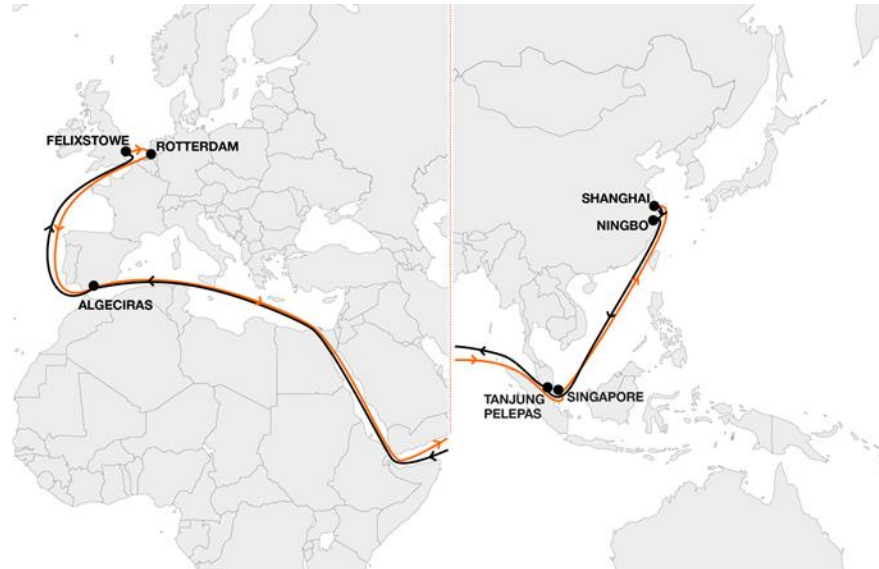 FELIXSTOWE
ROTTERDAM
ALGECIRAS
SHANGHAI
NINGBO
TANJUNG
PELEPAS
SINGAPORE